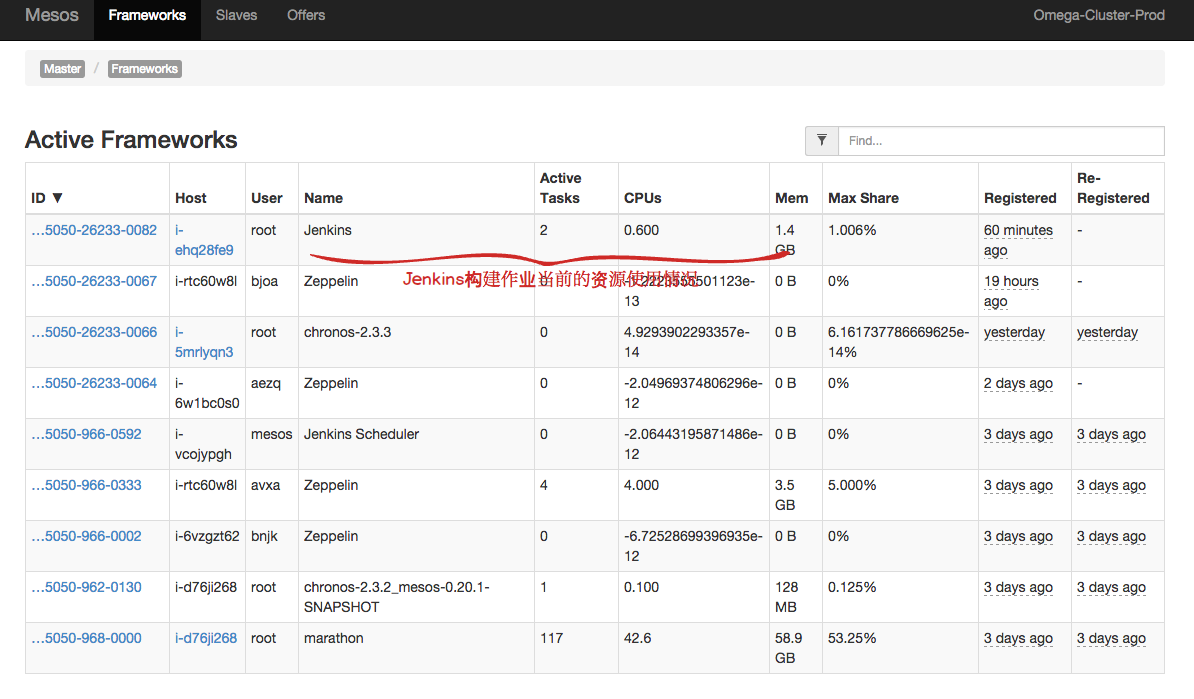 Mesos Frameworks Slaves Offers Omega-Cluster-Prod
Master / Frameworks
Active Frameworks
Find...
ID ▼ Host User Name Active Tasks CPUs Mem Max Share Registered Re-Registered
…5050-26233-0082 i-ehq28fe9 root Jenkins 2 0.600 1.4 GB 1.006% 60 minutes ago -
Jenkins构建作业当前的资源使用情况
…5050-26233-0067 i-rtc60w8l bjoa Zeppelin 13 0 B 0% 19 hours ago -
…5050-26233-0066 i-5mrlyqn3 root chronos-2.3.3 0 4.9293902293357e-14 0 B 6.161737786669625e-14% yesterday yesterday
…5050-26233-0064 i-6w1bc0s0 aezq Zeppelin 0 -2.04969374806296e-12 0 B 0% 2 days ago -
…5050-966-0592 i-vcojypgh mesos Jenkins Scheduler 0 -2.06443195871486e-12 0 B 0% 3 days ago 3 days ago
…5050-966-0333 i-rtc60w8l avxa Zeppelin 4 4.000 3.5 GB 5.000% 3 days ago 3 days ago
…5050-966-0002 i-6vzgzt62 bnjk Zeppelin 0 -6.72528699396935e-12 0 B 0% 3 days ago 3 days ago
…5050-962-0130 i-d76ji268 root chronos-2.3.2_mesos-0.20.1-SNAPSHOT 1 0.100 128 MB 0.125% 3 days ago 3 days ago
…5050-968-0000 i-d76ji268 root marathon 117 42.6 58.9 GB 53.25% 3 days ago 3 days ago